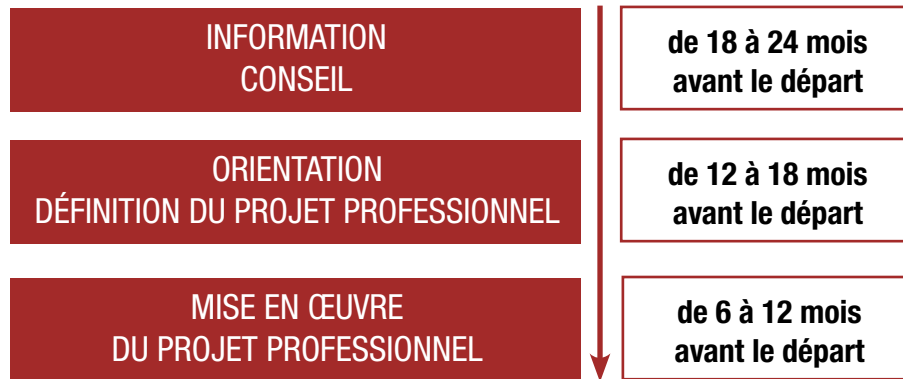 INFORMATION
CONSEIL
de 18 à 24 mois
avant le départ
ORIENTATION
DÉFINITION DU PROJET PROFESSIONNEL
de 12 à 18 mois
avant le départ
MISE EN ŒUVRE
DU PROJET PROFESSIONNEL
de 6 à 12 mois
avant le départ